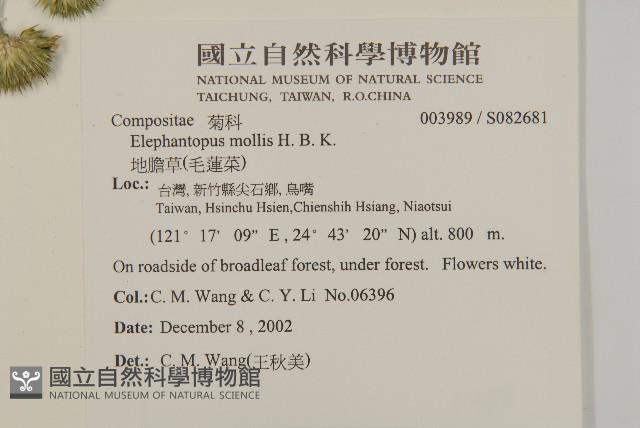 國立自然科學博物館
NATIONAL MUSEUM OF NATURAL SCIENCE
TAICHUNG, TAIWAN, R.O.CHINA
Compositae 菊科 003989 / S082681
Elephantopus mollis H. B. K.
地膽草(毛蓮菜)
Loc.: 台灣, 新竹縣尖石鄉, 鳥嘴
Taiwan, Hsinchu Hsien,Chienshih Hsiang, Niaotsui
(121° 17' 09" E , 24° 43' 20" N) alt. 800 m.
On roadside of broadleaf forest, under forest. Flowers white.
Col.: C. M. Wang & C. Y. Li No.06396
Date: December 8 , 2002
Det.: C. M. Wang(王秋美)
國立自然科學博物館
NATIONAL MUSEUM OF NATURAL SCIENCE